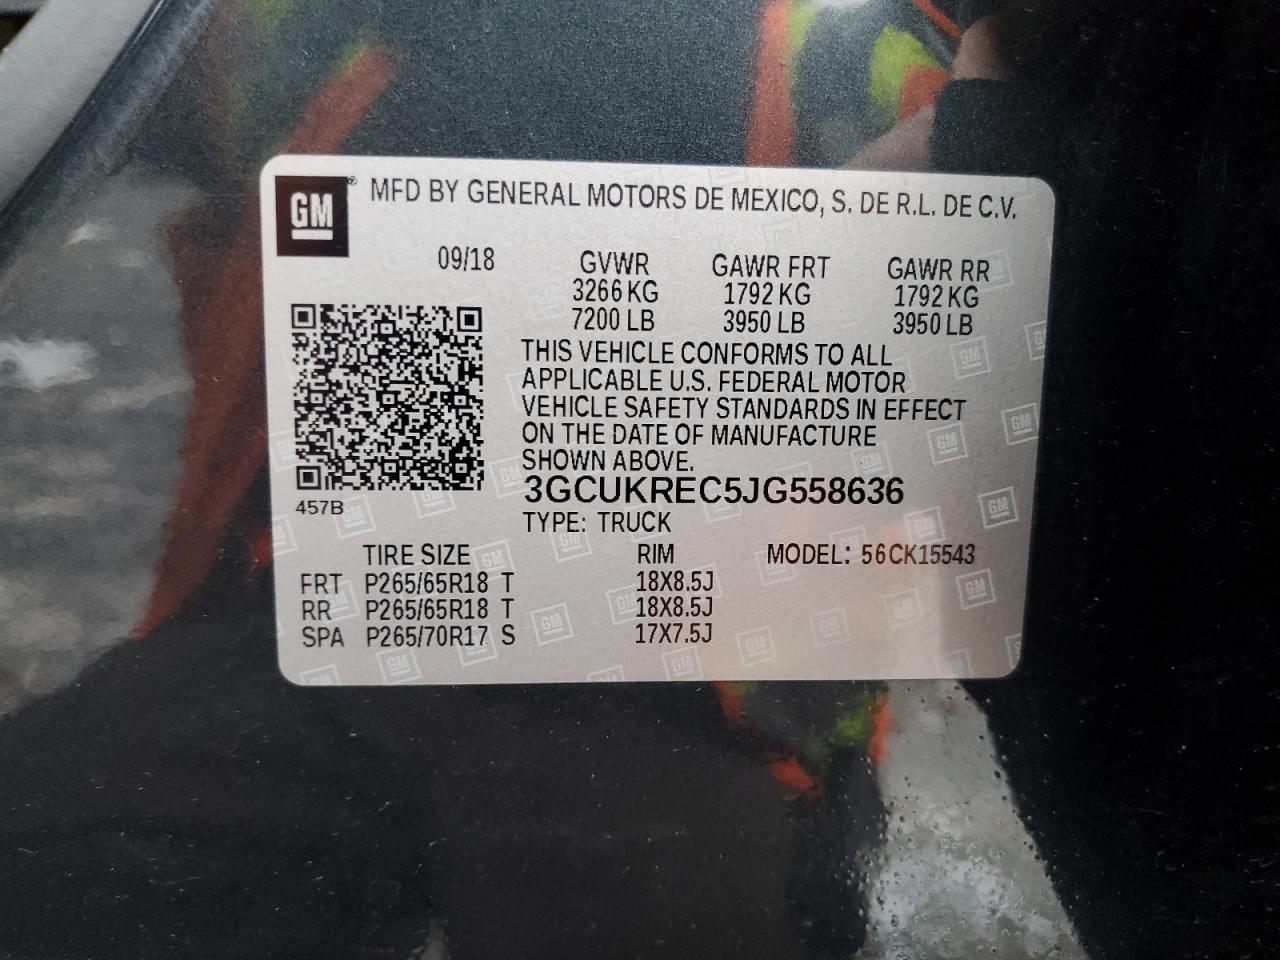 GM® MFD BY GENERAL MOTORS DE MEXICO, S. DE R.L. DE C.V.
09/18 GVWR GAWR FRT GAWR RR
3266 KG 1792 KG 1792 KG
7200 LB 3950 LB 3950 LB
THIS VEHICLE CONFORMS TO ALL
APPLICABLE U.S. FEDERAL MOTOR
VEHICLE SAFETY STANDARDS IN EFFECT
ON THE DATE OF MANUFACTURE
SHOWN ABOVE.
3GCUKREC5JG558636
457B
TYPE: TRUCK
TIRE SIZE RIM MODEL: 56CK15543
FRT P265/65R18 T 18X8.5J
RR P265/65R18 T 18X8.5J
SPA P265/70R17 S 17X7.5J